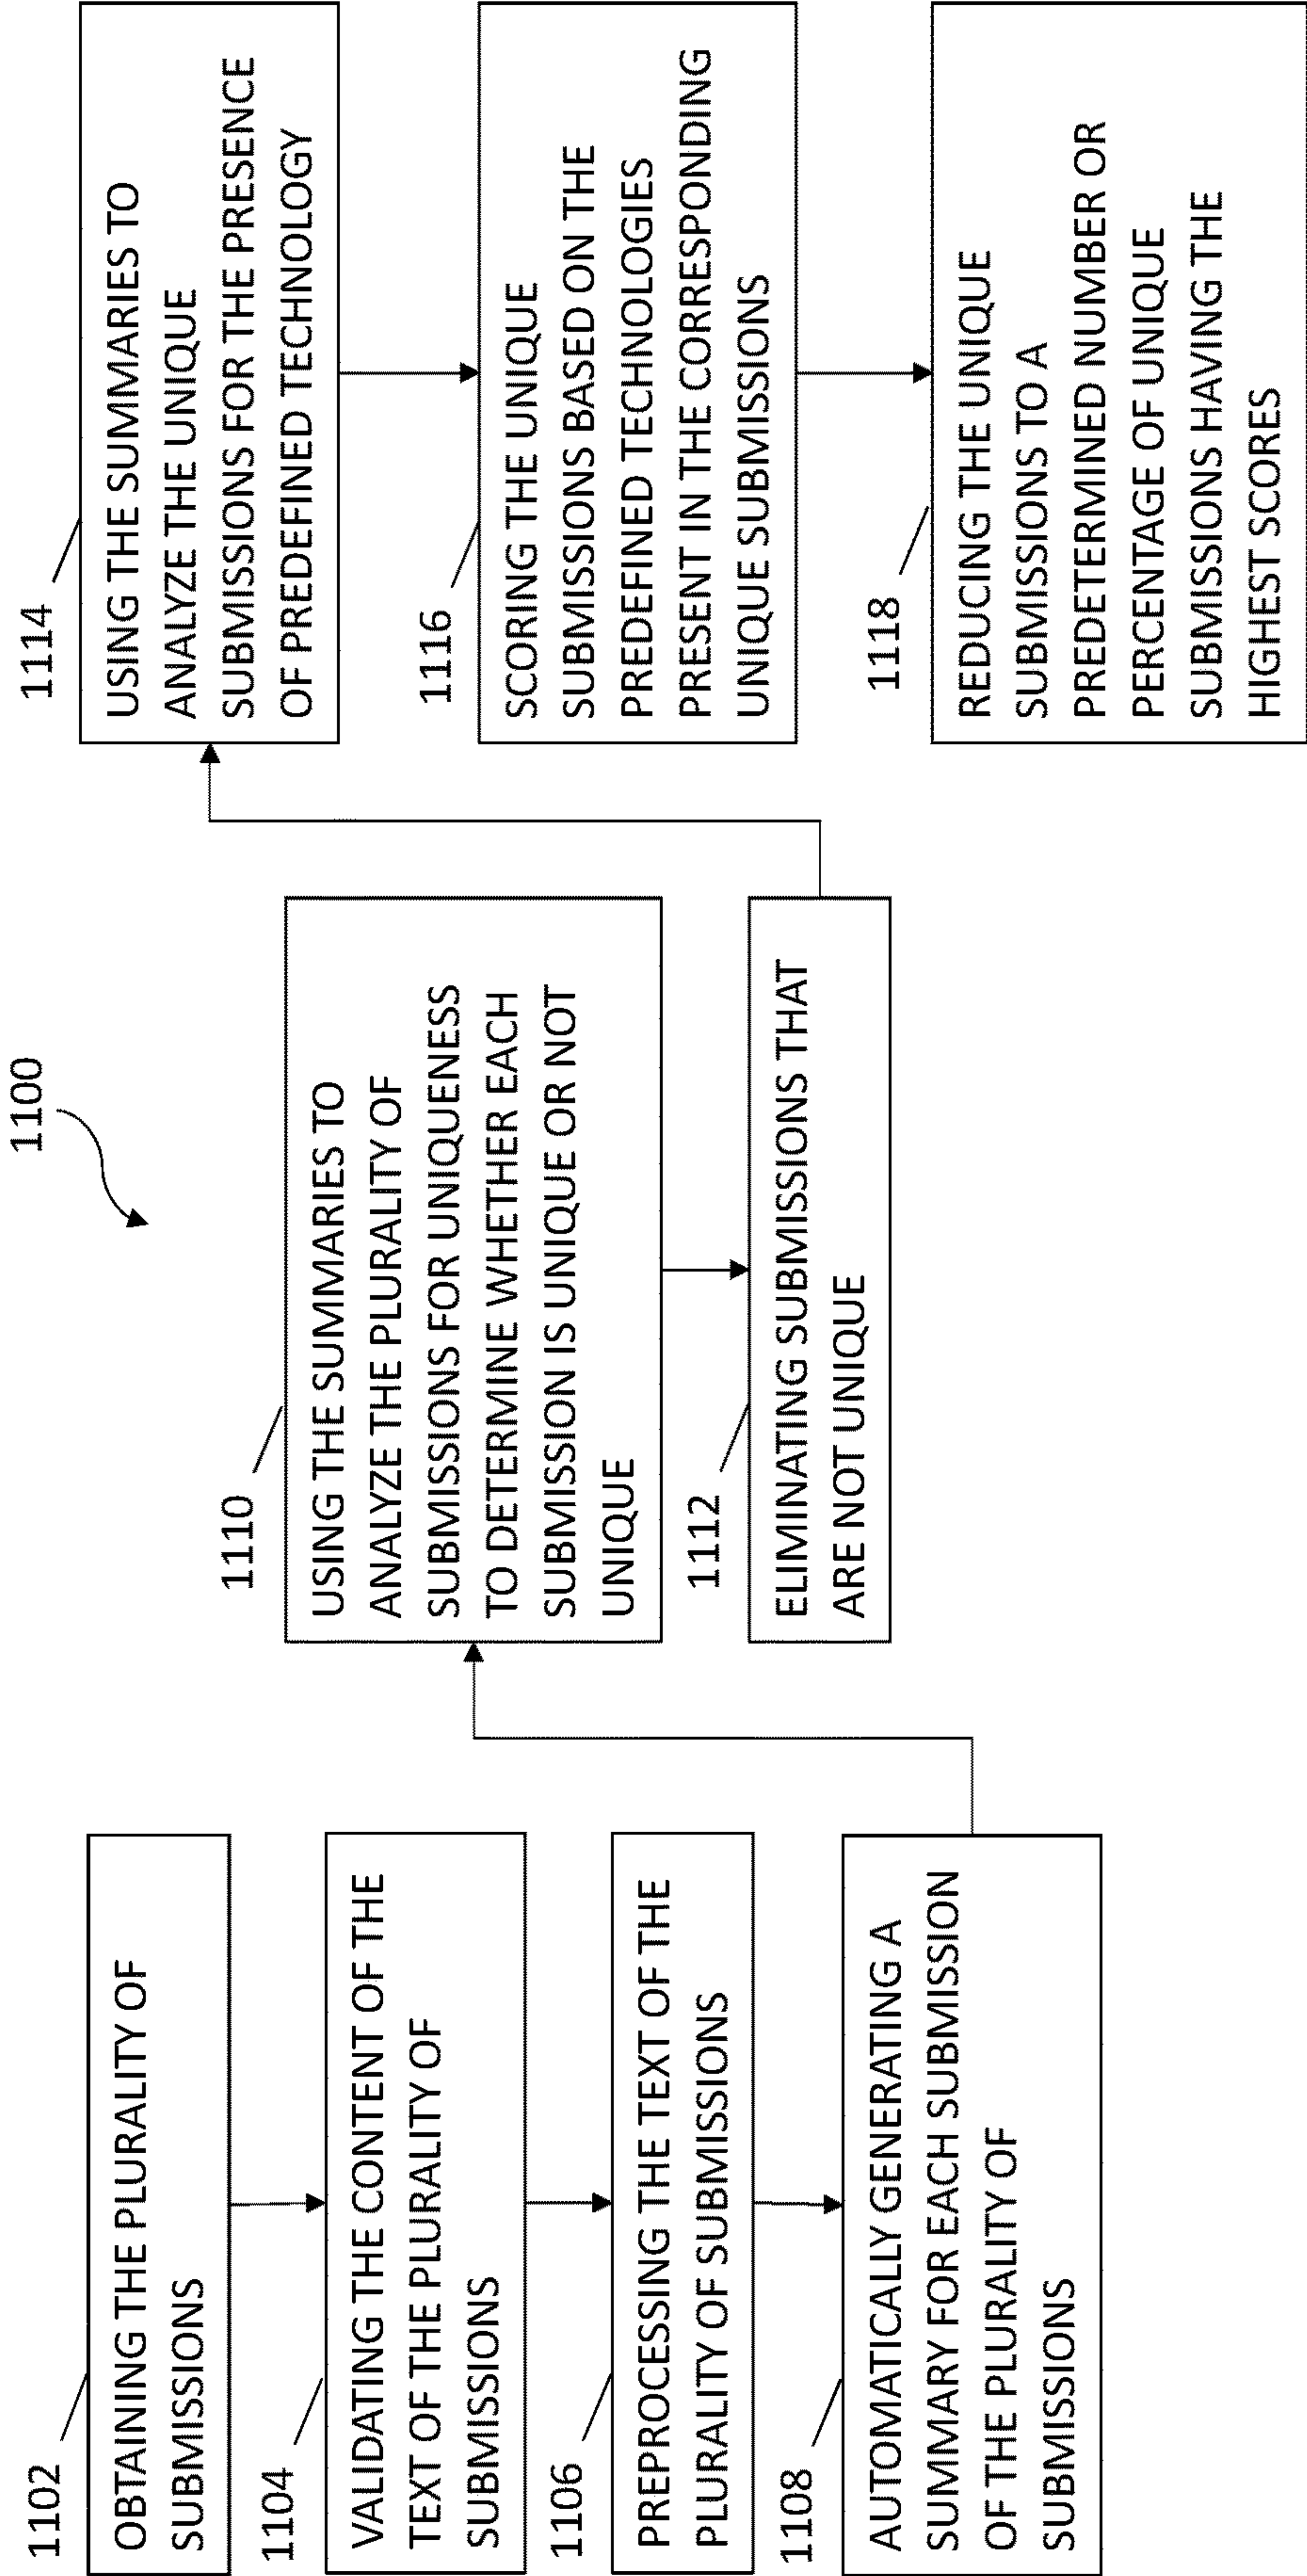 1100
1102
OBTAINING THE PLURALITY OF
SUBMISSIONS
1104
VALIDATING THE CONTENT OF THE
TEXT OF THE PLURALITY OF
SUBMISSIONS
1106
PREPROCESSING THE TEXT OF THE
PLURALITY OF SUBMISSIONS
1108
AUTOMATICALLY GENERATING A
SUMMARY FOR EACH SUBMISSION
OF THE PLURALITY OF
SUBMISSIONS
1110
USING THE SUMMARIES TO
ANALYZE THE PLURALITY OF
SUBMISSIONS FOR UNIQUENESS
TO DETERMINE WHETHER EACH
SUBMISSION IS UNIQUE OR NOT
UNIQUE
1112
ELIMINATING SUBMISSIONS THAT
ARE NOT UNIQUE
1114
USING THE SUMMARIES TO
ANALYZE THE UNIQUE
SUBMISSIONS FOR THE PRESENCE
OF PREDEFINED TECHNOLOGY
1116
SCORING THE UNIQUE
SUBMISSIONS BASED ON THE
PREDEFINED TECHNOLOGIES
PRESENT IN THE CORRESPONDING
UNIQUE SUBMISSIONS
1118
REDUCING THE UNIQUE
SUBMISSIONS TO A
PREDETERMINED NUMBER OR
PERCENTAGE OF UNIQUE
SUBMISSIONS HAVING THE
HIGHEST SCORES